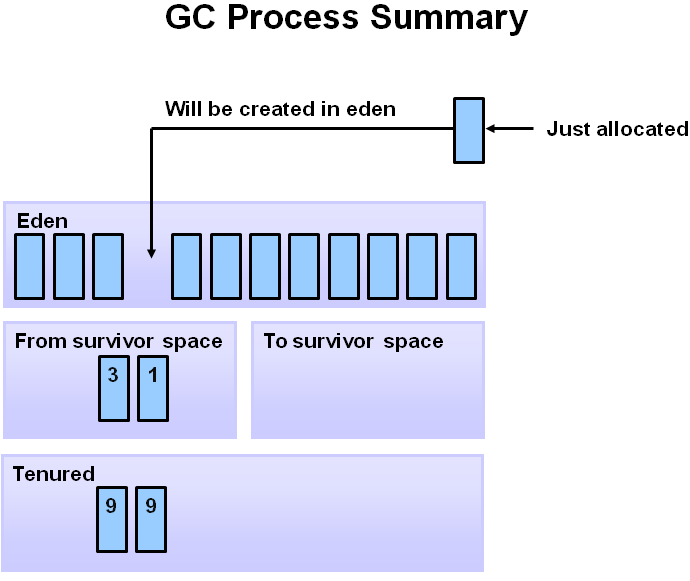 GC Process Summary
Will be created in eden
Just allocated
Eden
From survivor space
To survivor space
3 1
Tenured
9 9